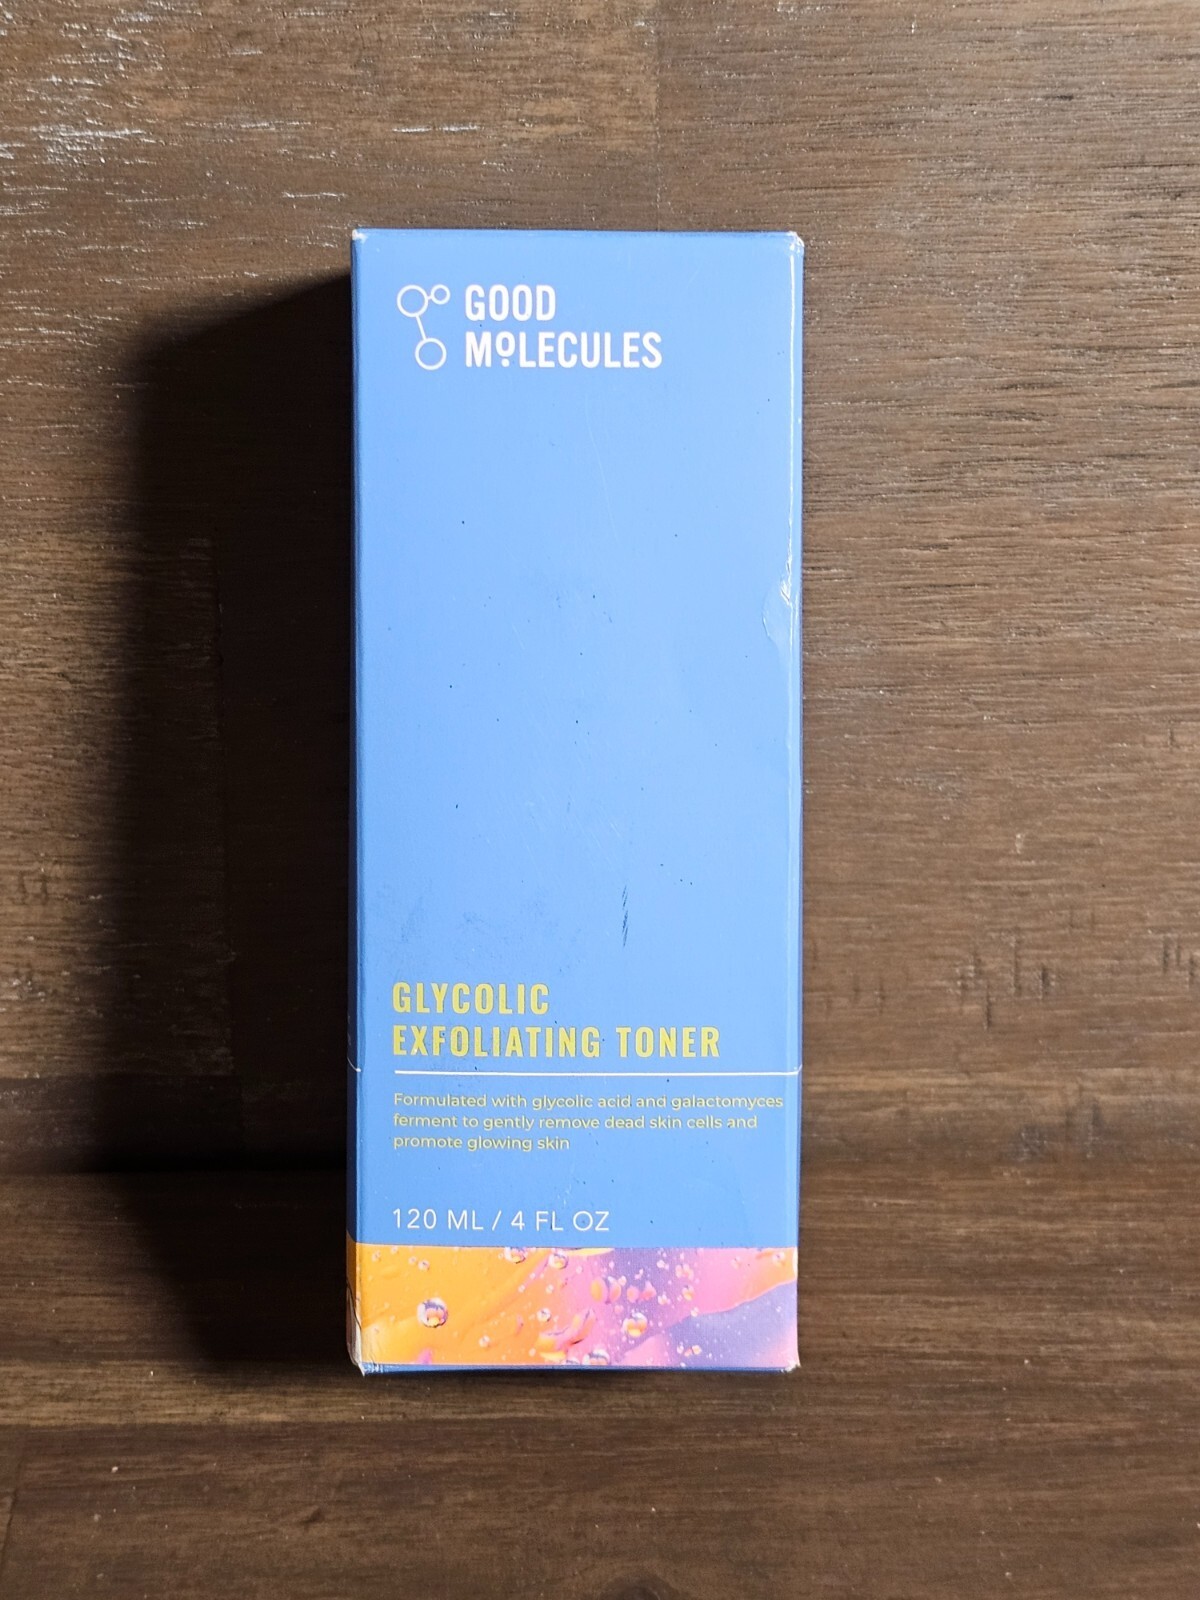 GOOD
MOLECULES
GLYCOLIC
EXFOLIATING TONER
Formulated with glycolic acid and galactomyces
ferment to gently remove dead skin cells and
promote glowing skin
120 ML / 4 FL OZ